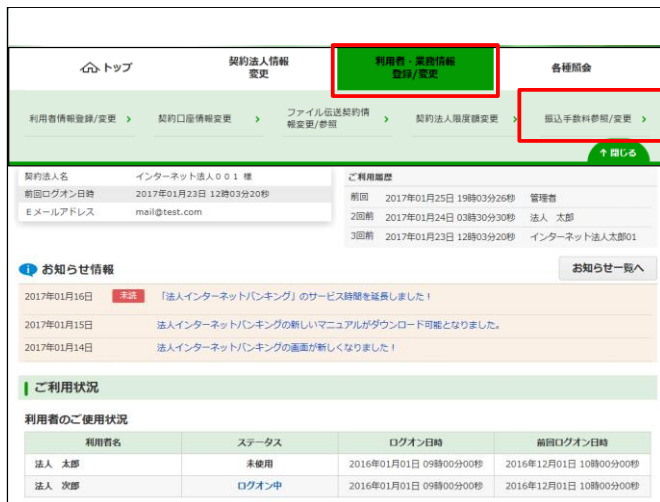 トップ
契約法人情報
変更
利用者・業務情報
登録/変更
各種照会
利用者情報登録/変更
契約口座情報変更
ファイル伝送契約情
報変更/参照
契約法人限度額変更
振込手数料参照/変更
↑ 閉じる
契約法人名 インターネット法人００１ 様
前回ログオン日時 2017年01月23日 12時03分20秒
Ｅメールアドレス mail@test.com
ご利用履歴
前回 2017年01月25日 19時03分26秒 管理者
2回前 2017年01月24日 03時30分30秒 法人 太郎
3回前 2017年01月23日 12時03分20秒 インターネット法人太郎01
お知らせ情報
お知らせ一覧へ
2017年01月16日 未読 「法人インターネットバンキング」のサービス時間を延長しました！
2017年01月15日 法人インターネットバンキングの新しいマニュアルがダウンロード可能となりました。
2017年01月14日 法人インターネットバンキングの画面が新しくなりました！
ご利用状況
利用者のご使用状況
利用者名 ステータス ログオン日時 前回ログオン日時
法人 太郎 未使用 2016年01月01日 09時00分00秒 2016年12月01日 10時00分00秒
法人 次郎 ログオン中 2016年01月01日 09時00分00秒 2016年12月01日 10時00分00秒